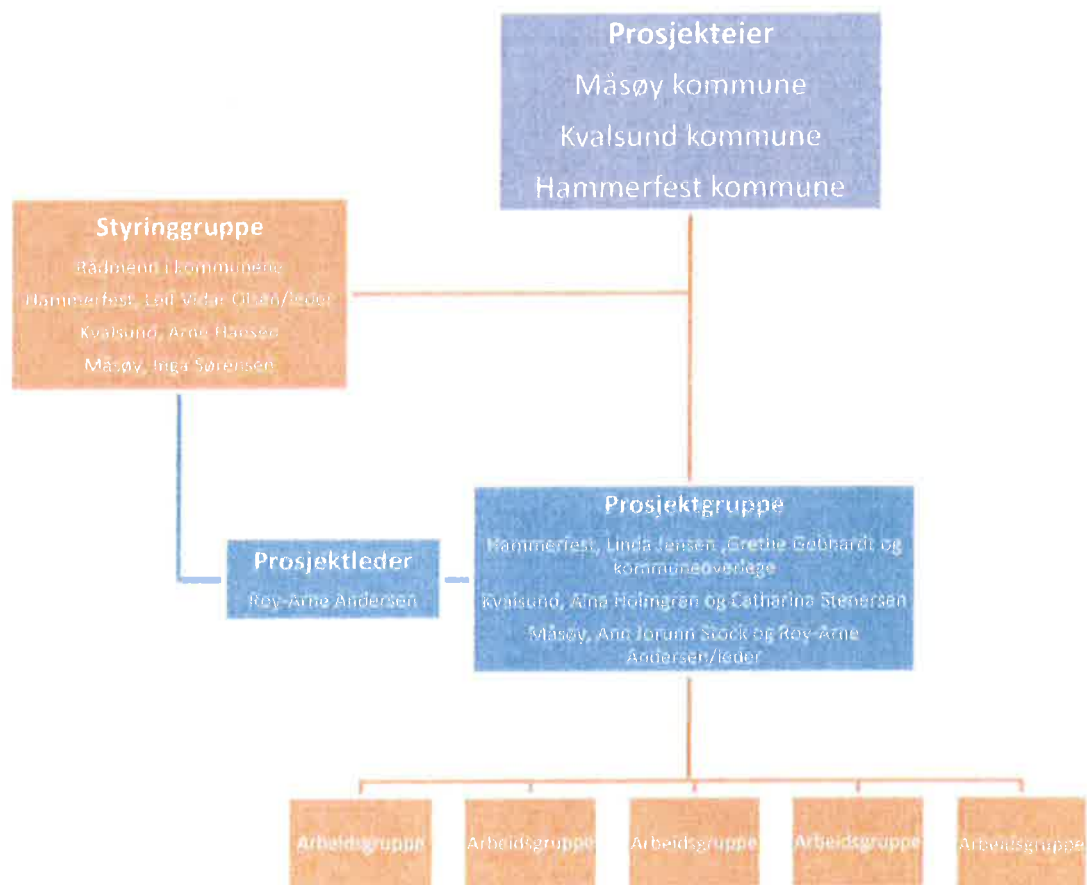 Prosjekteier
Måsøy kommune
Kvalsund kommune
Hammerfest kommune
Styringgruppe
Rådmenn i kommunene
Hammerfest, Leif Vidar Olsen/leder
Kvalsund, Arne Hansen
Måsøy, Inga Sørensen
Prosjektgruppe
Hammerfest, Linda Jensen ,Grethe Gebhardt og
kommuneoverlege
Kvalsund, Aina Holmgren og Catharina Stenersen
Måsøy, Ann Jorunn Stock og Roy-Arne
Andersen/leder
Prosjektleder
Roy-Arne Andersen
Arbeidsgruppe
Arbeidsgruppe
Arbeidsgruppe
Arbeidsgruppe
Arbeidsgruppe